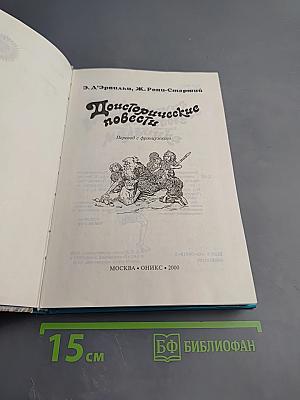 Э. Д'Эрвильи, Ж. Рони-Старший
Доисторические
повести
Перевод с французского
МОСКВА • ОНИКС • 2000
15 см
БФ БИБЛИОФАН